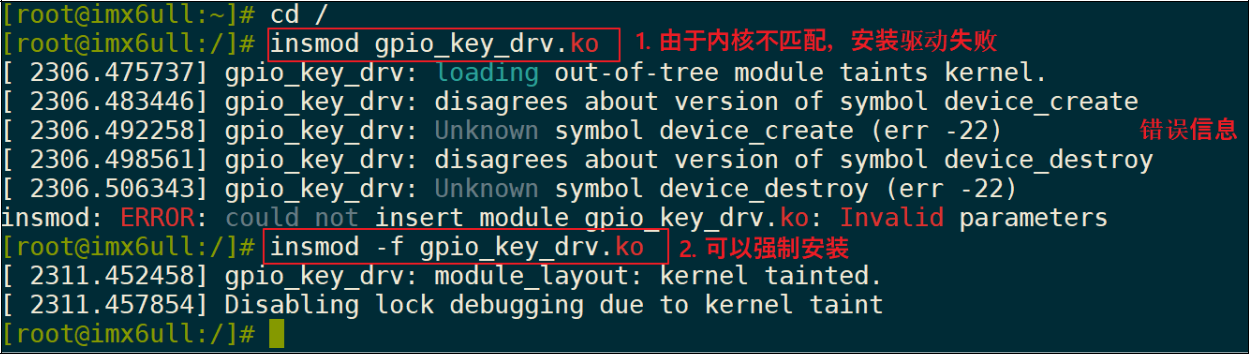 [root@imx6ull:~]# cd /
[root@imx6ull:/]# insmod gpio_key_drv.ko 1. 由于内核不匹配，安装驱动失败
[ 2306.475737] gpio_key_drv: loading out-of-tree module taints kernel.
[ 2306.483446] gpio_key_drv: disagrees about version of symbol device_create
[ 2306.492258] gpio_key_drv: Unknown symbol device_create (err -22) 错误信息
[ 2306.498561] gpio_key_drv: disagrees about version of symbol device_destroy
[ 2306.506343] gpio_key_drv: Unknown symbol device_destroy (err -22)
insmod: ERROR: could not insert module gpio_key_drv.ko: Invalid parameters
[root@imx6ull:/]# insmod -f gpio_key_drv.ko 2. 可以强制安装
[ 2311.452458] gpio_key_drv: module_layout: kernel tainted.
[ 2311.457854] Disabling lock debugging due to kernel taint
[root@imx6ull:/]#